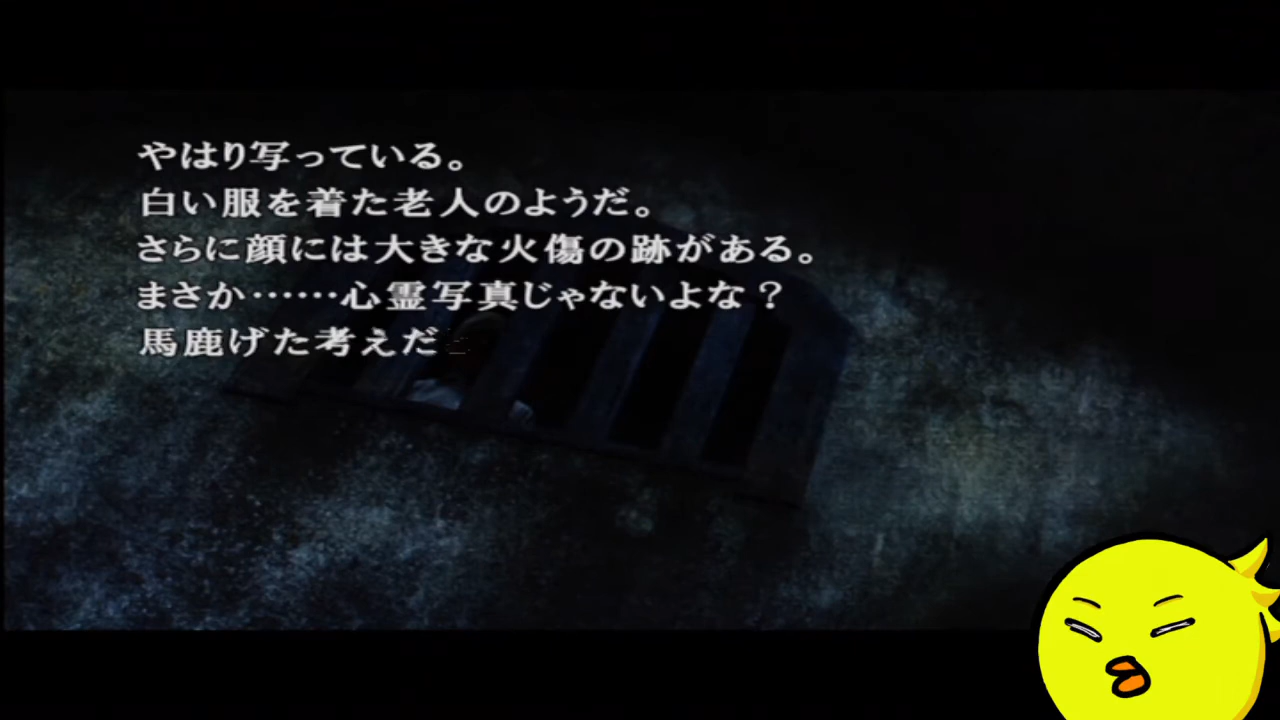 やはり写っている。
白い服を着た老人のようだ。
さらに顔には大きな火傷の跡がある。
まさか……心霊写真じゃないよな？
馬鹿げた考えだ